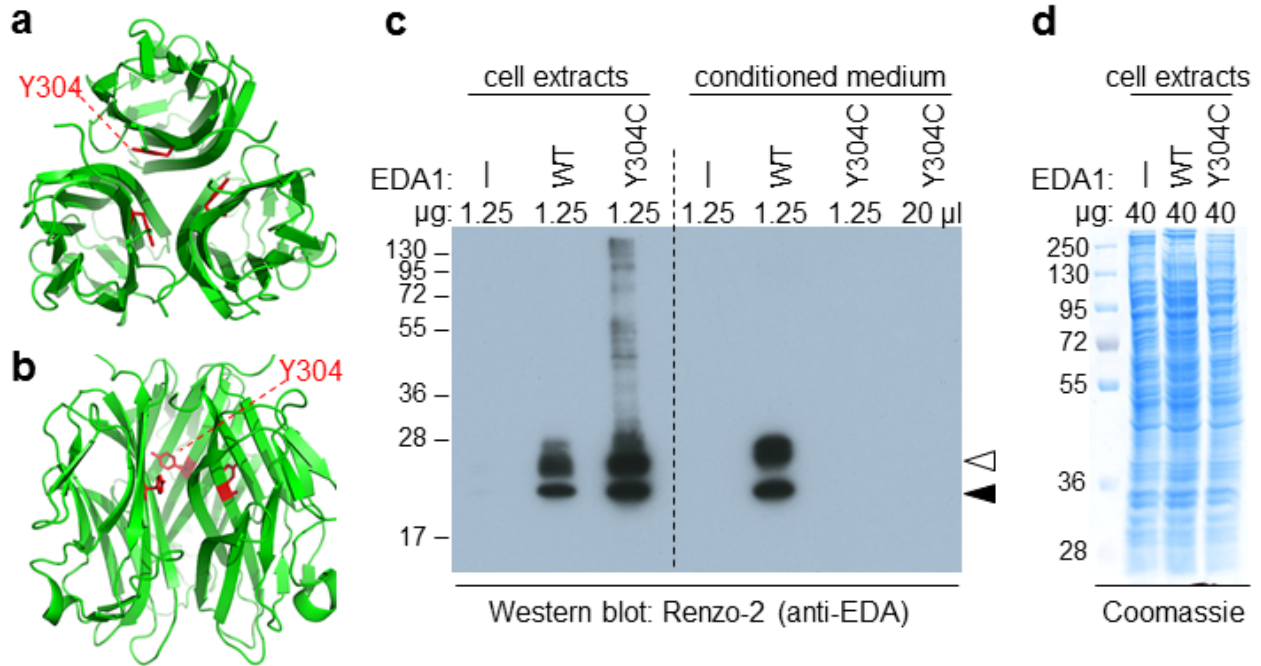 a
Y304
b
Y304
c
cell extracts
conditioned medium
EDA1: – WT Y304C – WT Y304C Y304C
µg: 1.25 1.25 1.25 1.25 1.25 1.25 20 µl
130 –
95 –
72 –
55 –
36 –
28 –
17 –
Western blot: Renzo-2 (anti-EDA)
d
cell extracts
EDA1: – WT Y304C
µg: 40 40 40
250
130
95
72
55
36
28
Coomassie